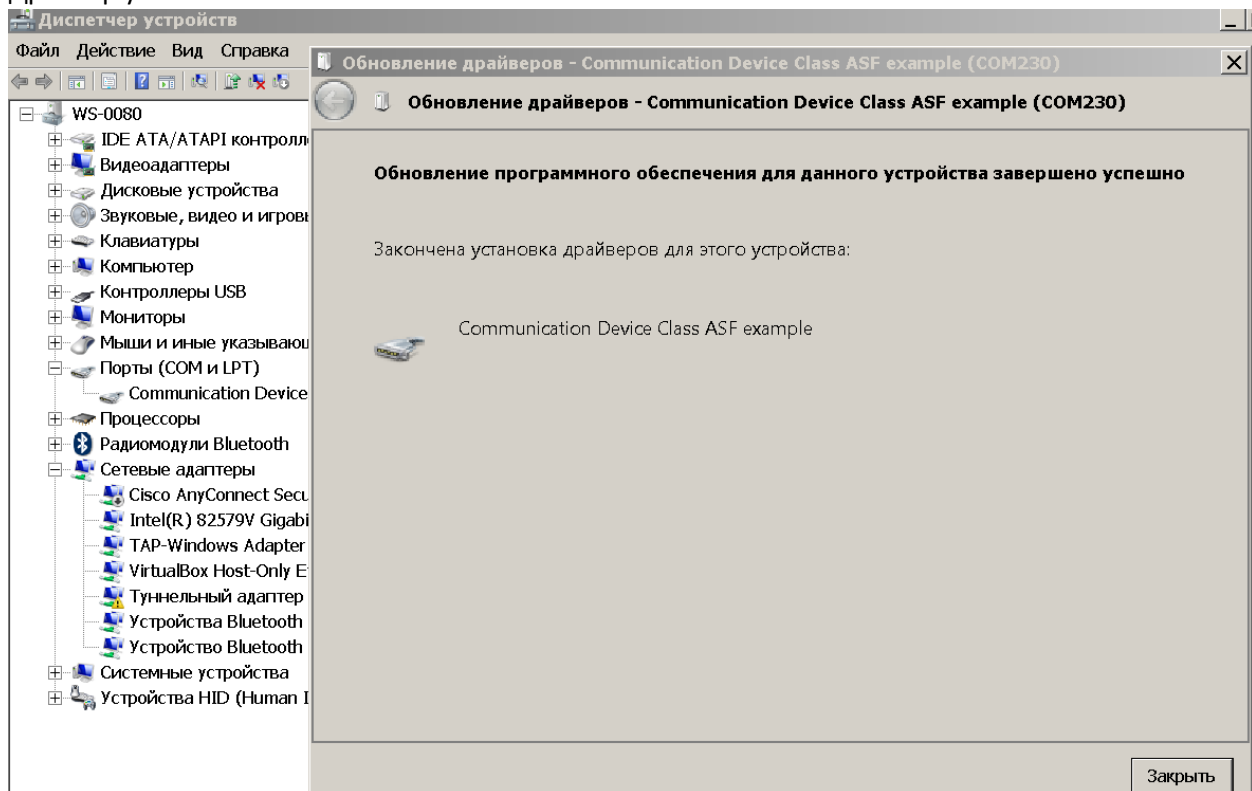 Диспетчер устройств
Файл Действие Вид Справка
WS-0080
IDE ATA/ATAPI контролл
Видеоадаптеры
Дисковые устройства
Звуковые, видео и игровы
Клавиатуры
Компьютер
Контроллеры USB
Мониторы
Мыши и иные указывающ
Порты (COM и LPT)
Communication Device
Процессоры
Радиомодули Bluetooth
Сетевые адаптеры
Cisco AnyConnect Secu
Intel(R) 82579V Gigabi
TAP-Windows Adapter
VirtualBox Host-Only E
Туннельный адаптер
Устройства Bluetooth
Устройство Bluetooth
Системные устройства
Устройства HID (Human I
Обновление драйверов - Communication Device Class ASF example (COM230)
Обновление драйверов - Communication Device Class ASF example (COM230)
Обновление программного обеспечения для данного устройства завершено успешно
Закончена установка драйверов для этого устройства:
Communication Device Class ASF example
Закрыть